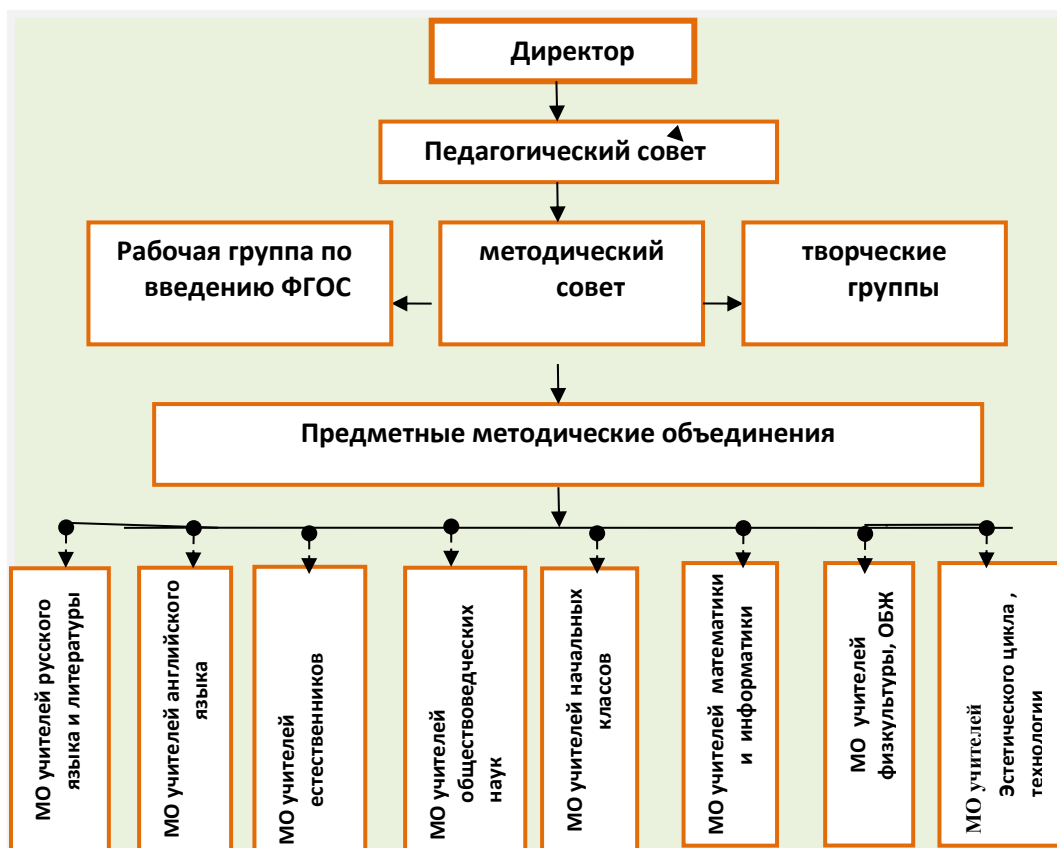 Директор
Педагогический совет
Рабочая группа по
введению ФГОС
методический
совет
творческие
группы
Предметные методические объединения
МО учителей русского
языка и литературы
МО учителей английского
языка
МО учителей
естественников
МО учителей
обществоведческих
наук
МО учителей начальных
классов
МО учителей математики
и информатики
МО учителей
физкультуры, ОБЖ
МО учителей
Эстетического цикла ,
технологии